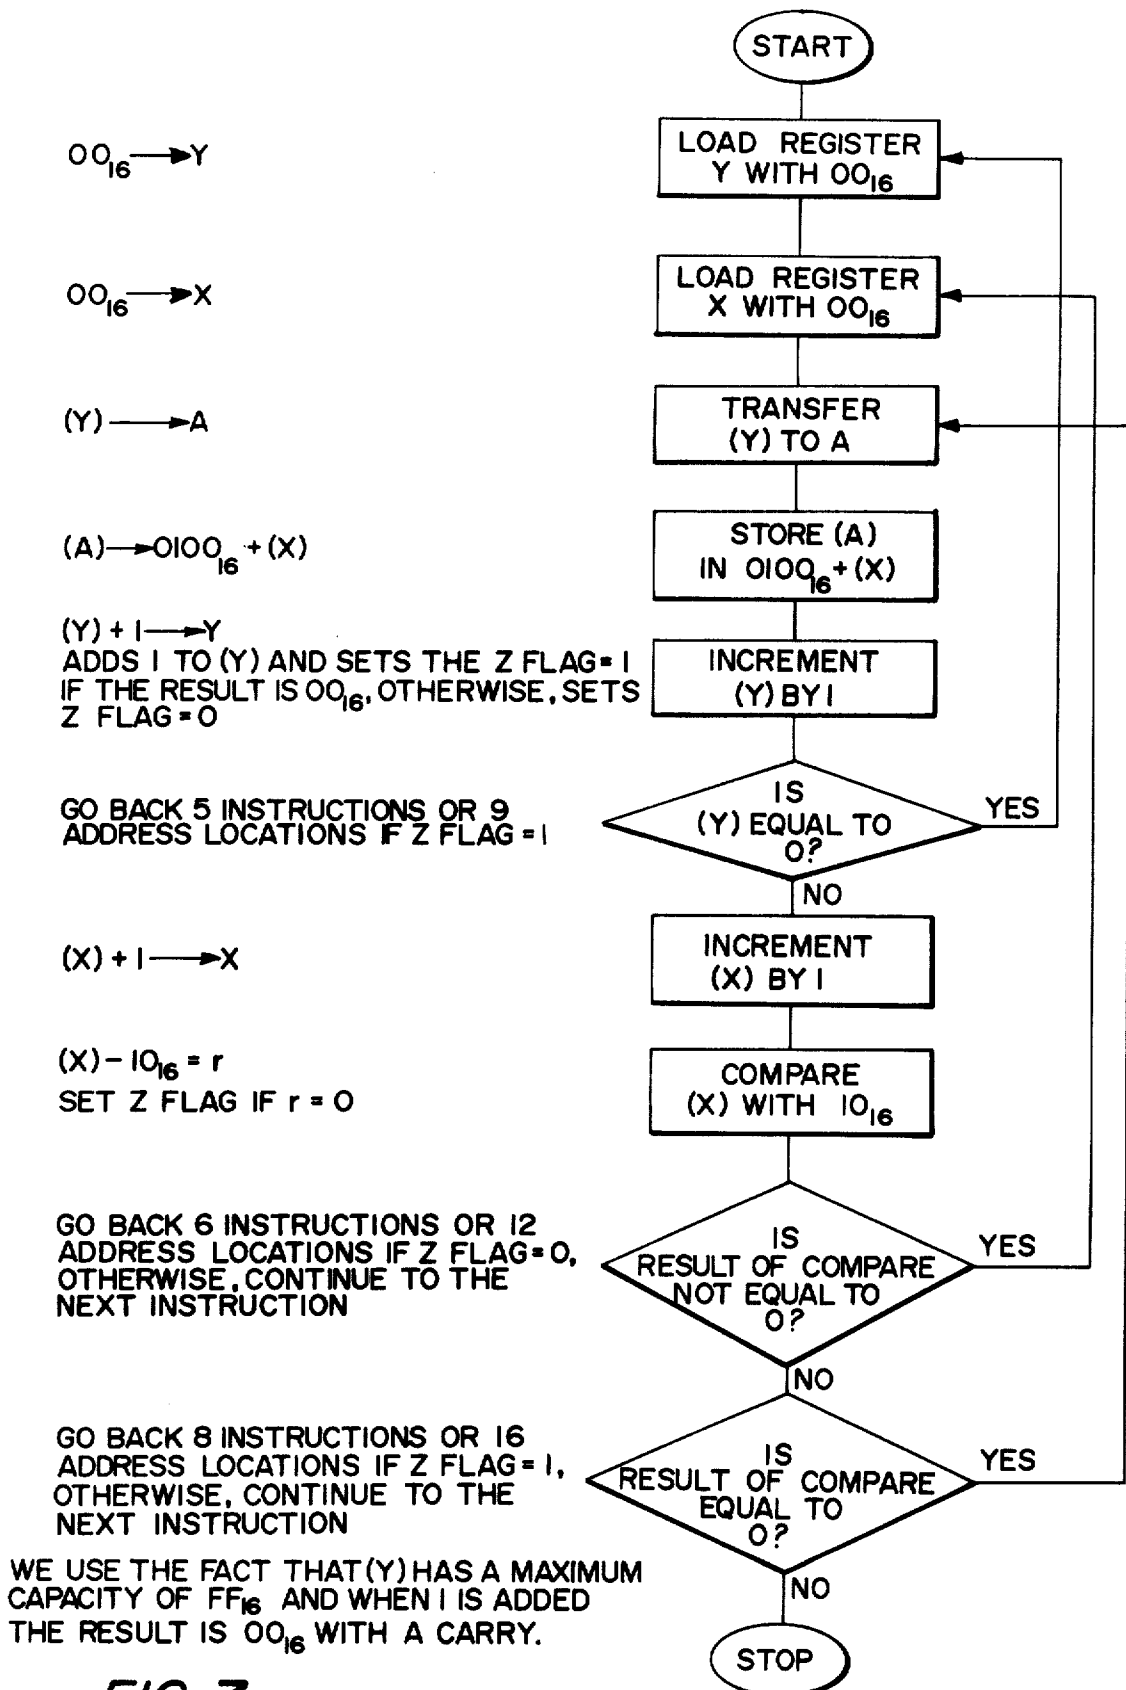 START
00₁₆→Y
LOAD REGISTER
Y WITH 00₁₆
00₁₆→X
LOAD REGISTER
X WITH 00₁₆
(Y)→A
TRANSFER
(Y) TO A
(A)→0100₁₆+(X)
STORE (A)
IN 0100₁₆+(X)
(Y)+1→Y
ADDS 1 TO (Y) AND SETS THE Z FLAG=1
IF THE RESULT IS 00₁₆, OTHERWISE, SETS
Z FLAG=0
INCREMENT
(Y) BY 1
GO BACK 5 INSTRUCTIONS OR 9
ADDRESS LOCATIONS IF Z FLAG=1
IS
(Y) EQUAL TO
0?
YES
NO
(X)+1→X
INCREMENT
(X) BY 1
(X)-10₁₆=r
SET Z FLAG IF r=0
COMPARE
(X) WITH 10₁₆
GO BACK 6 INSTRUCTIONS OR 12
ADDRESS LOCATIONS IF Z FLAG=0,
OTHERWISE, CONTINUE TO THE
NEXT INSTRUCTION
IS
RESULT OF COMPARE
NOT EQUAL TO
0?
YES
NO
GO BACK 8 INSTRUCTIONS OR 16
ADDRESS LOCATIONS IF Z FLAG=1,
OTHERWISE, CONTINUE TO THE
NEXT INSTRUCTION
IS
RESULT OF COMPARE
EQUAL TO
0?
YES
NO
WE USE THE FACT THAT (Y) HAS A MAXIMUM
CAPACITY OF FF₁₆ AND WHEN 1 IS ADDED
THE RESULT IS 00₁₆ WITH A CARRY.
STOP